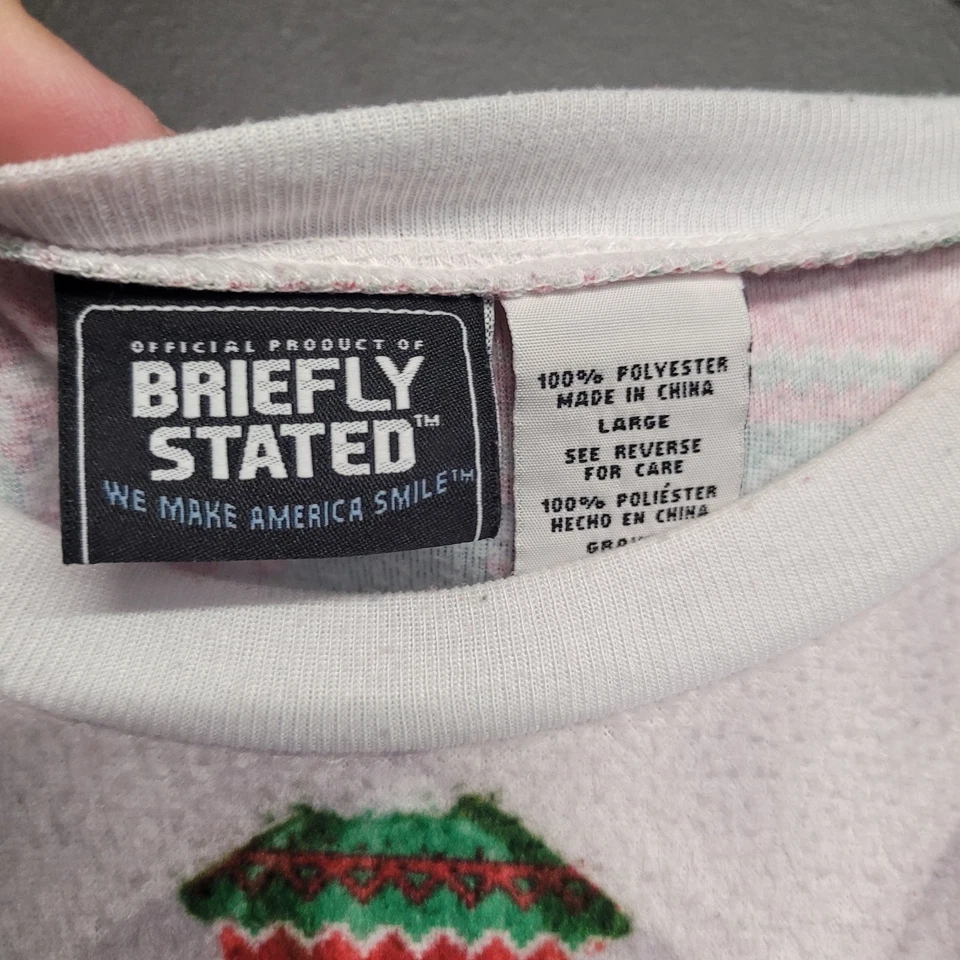 OFFICIAL PRODUCT OF
BRIEFLY
STATED™
WE MAKE AMERICA SMILE™
100% POLYESTER
MADE IN CHINA
LARGE
SEE REVERSE
FOR CARE
100% POLIÉSTER
HECHO EN CHINA